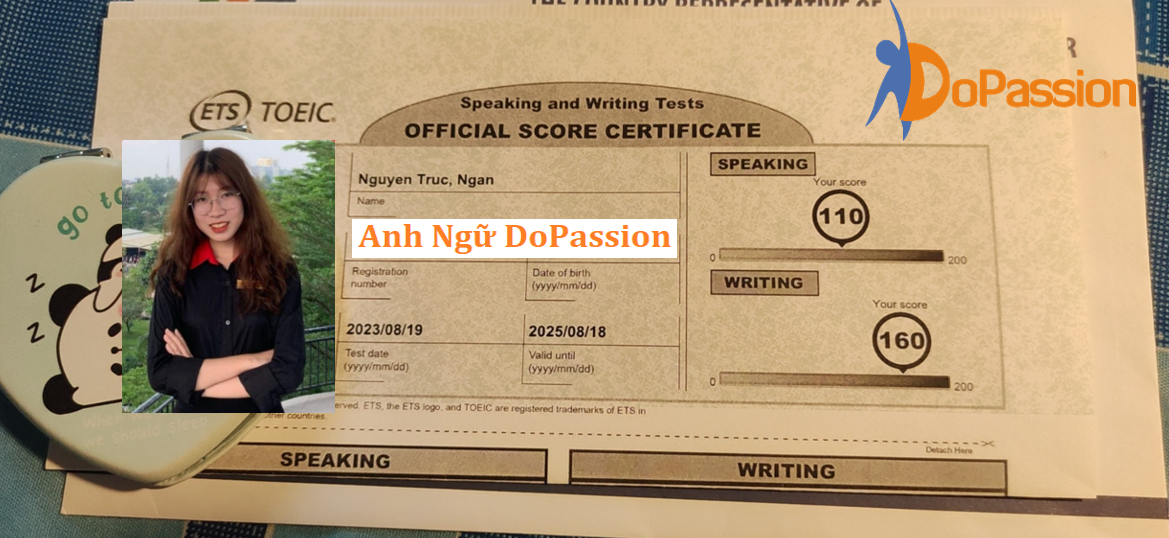 THE COUNTRY REPRESENTATIVE OF
DoPassion
ETS TOEIC®
Speaking and Writing Tests
OFFICIAL SCORE CERTIFICATE
Nguyen Truc, Ngan
Name
Anh Ngữ DoPassion
Registration
number
Date of birth
(yyyy/mm/dd)
2023/08/19
Test date
(yyyy/mm/dd)
2025/08/18
Valid until
(yyyy/mm/dd)
SPEAKING
Your score
110
0
200
WRITING
Your score
160
0
200
go to
z
z
erved. ETS, the ETS logo, and TOEIC are registered trademarks of ETS in
other countries.
Detach Here
SPEAKING
WRITING